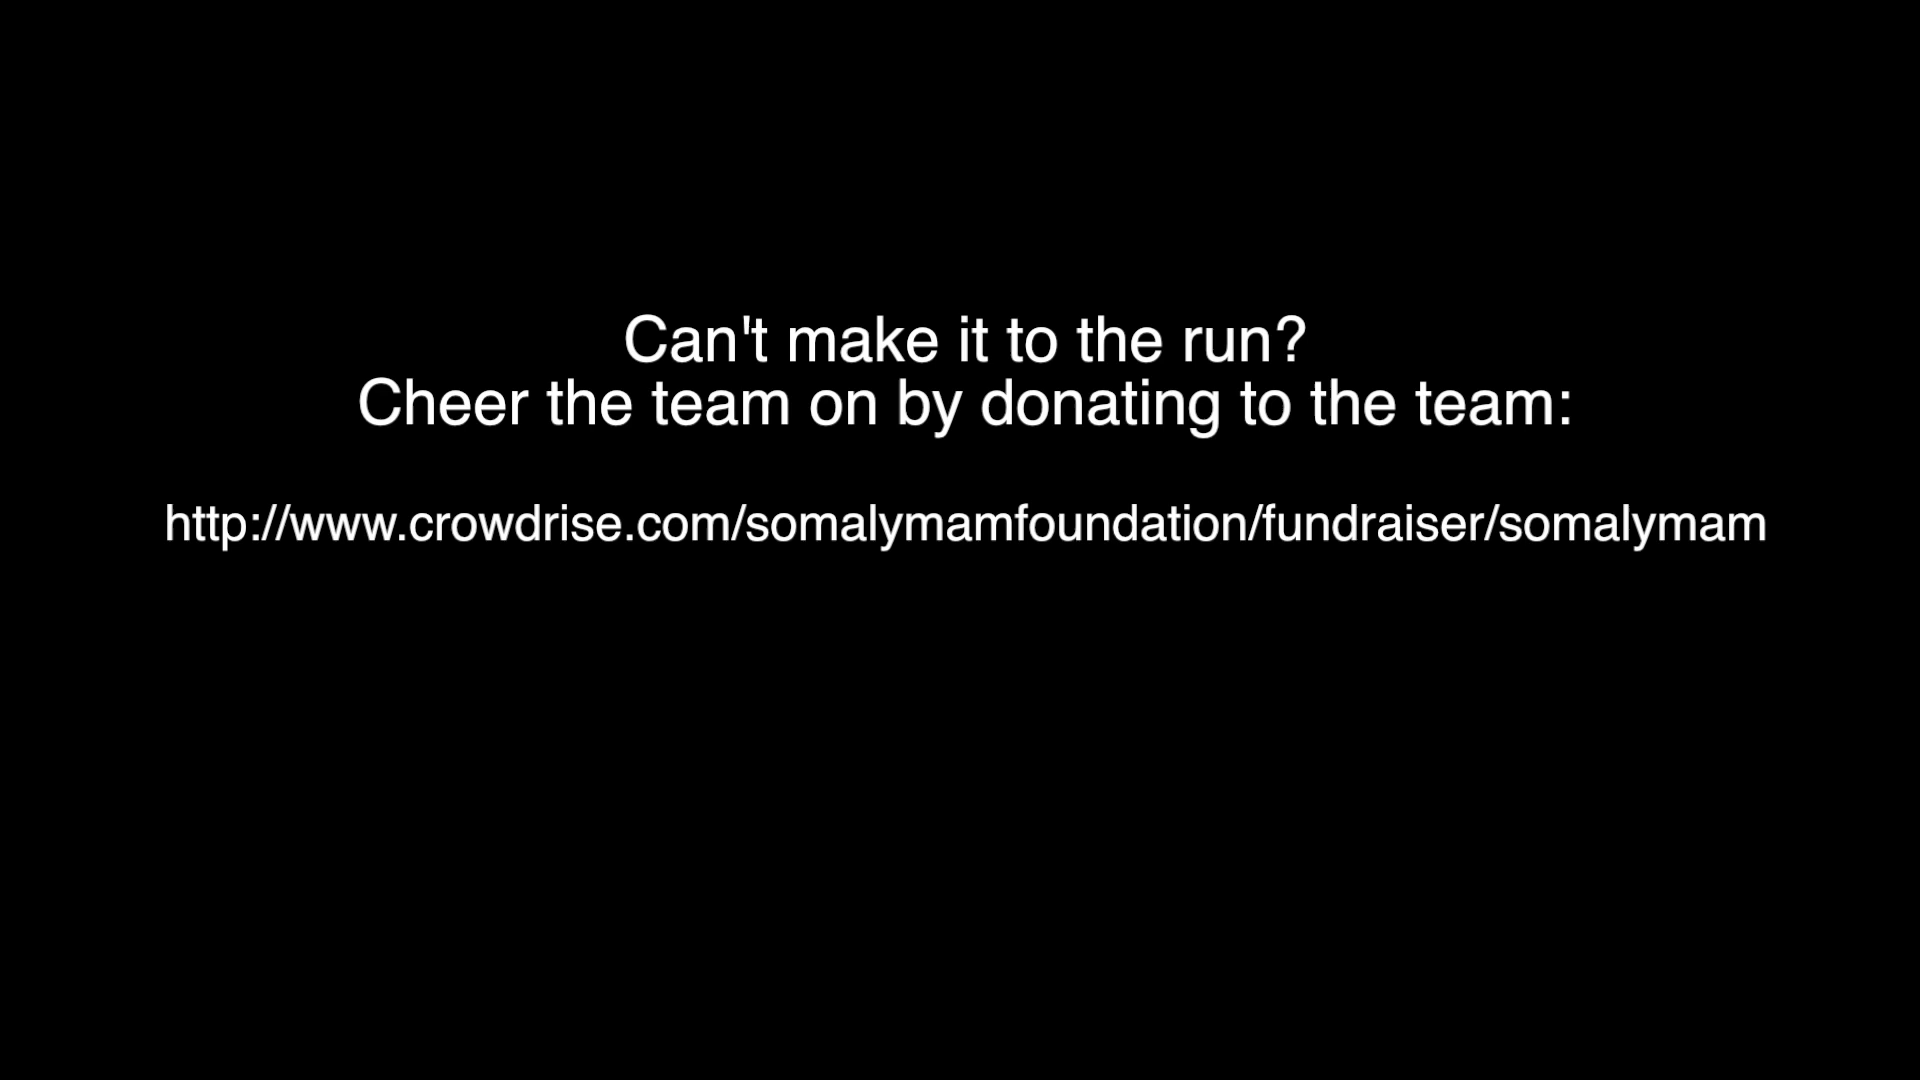 Can't make it to the run?
Cheer the team on by donating to the team:
http://www.crowdrise.com/somalymamfoundation/fundraiser/somalymam